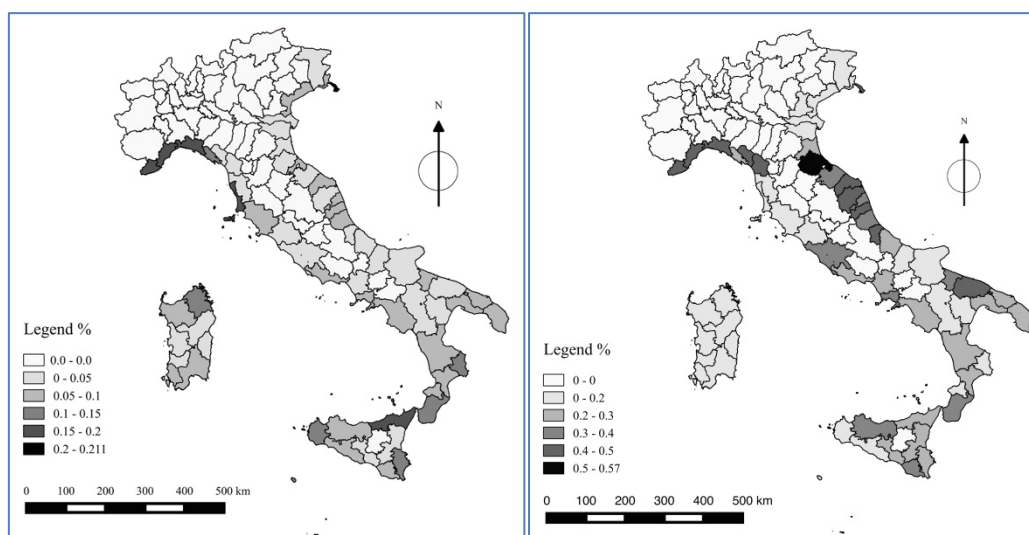 N
Legend %
0.0 - 0.0
0 - 0.05
0.05 - 0.1
0.1 - 0.15
0.15 - 0.2
0.2 - 0.211
0 100 200 300 400 500 km
N
Legend %
0 - 0
0 - 0.2
0.2 - 0.3
0.3 - 0.4
0.4 - 0.5
0.5 - 0.57
0 100 200 300 400 500 km